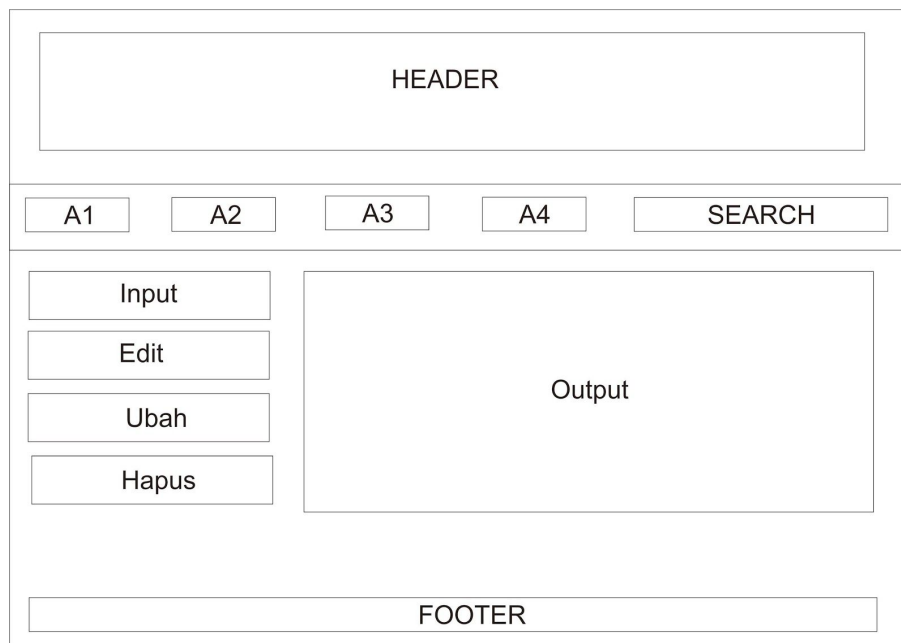 HEADER
A1 A2 A3 A4 SEARCH
Input
Edit
Ubah
Hapus
Output
FOOTER